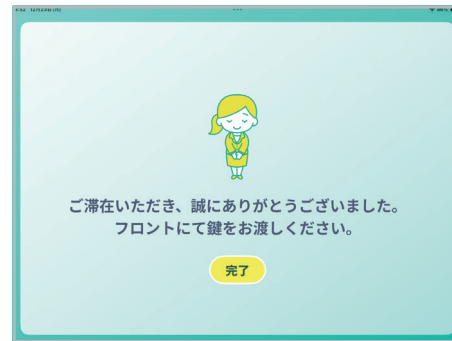 ご滞在いただき、誠にありがとうございました。
フロントにて鍵をお渡しください。
完了